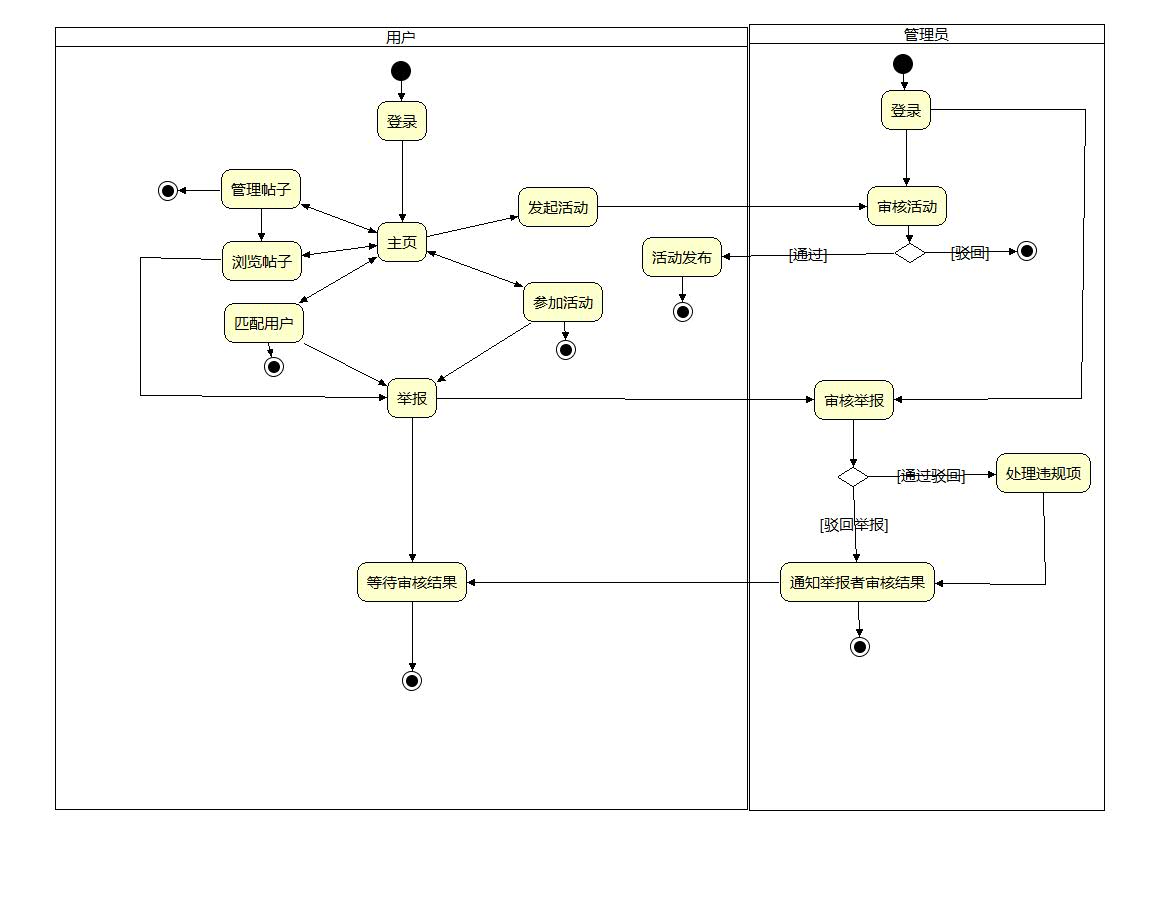 用户
管理员
登录
登录
管理帖子
发起活动
审核活动
主页
浏览帖子
活动发布
[通过]
[驳回]
参加活动
匹配用户
举报
审核举报
[通过驳回]
处理违规项
[驳回举报]
等待审核结果
通知举报者审核结果